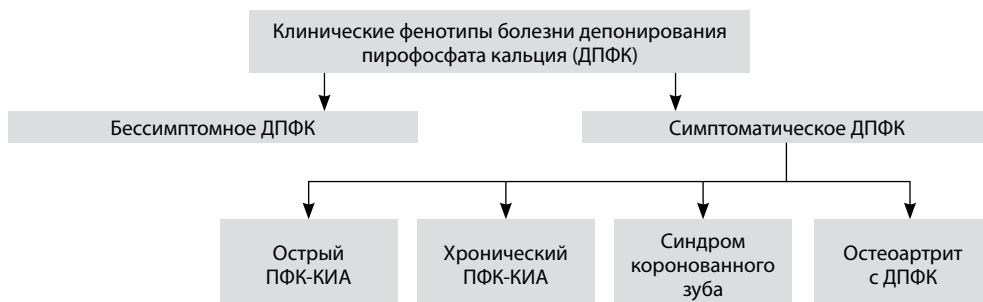 Клинические фенотипы болезни депонирования
пирофосфата кальция (ДПФК)
Бессимптомное ДПФК
Симптоматическое ДПФК
Острый
ПФК-КИА
Хронический
ПФК-КИА
Синдром
коронованного
зуба
Остеоартрит
с ДПФК